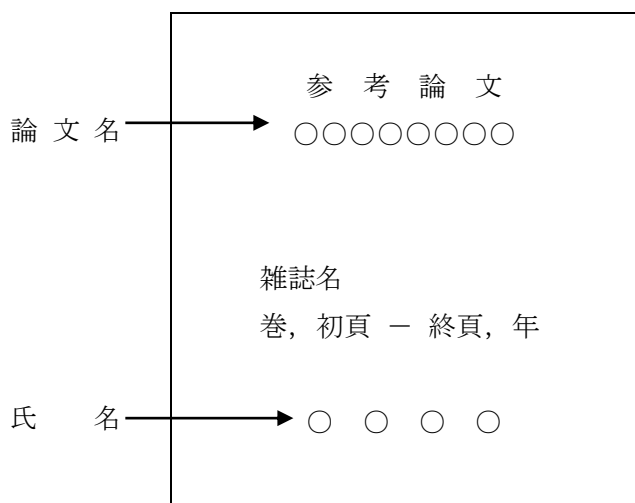 参 考 論 文
論 文 名
○○○○○○○○
雑誌名
巻, 初頁 － 終頁, 年
氏 名
○ ○ ○ ○